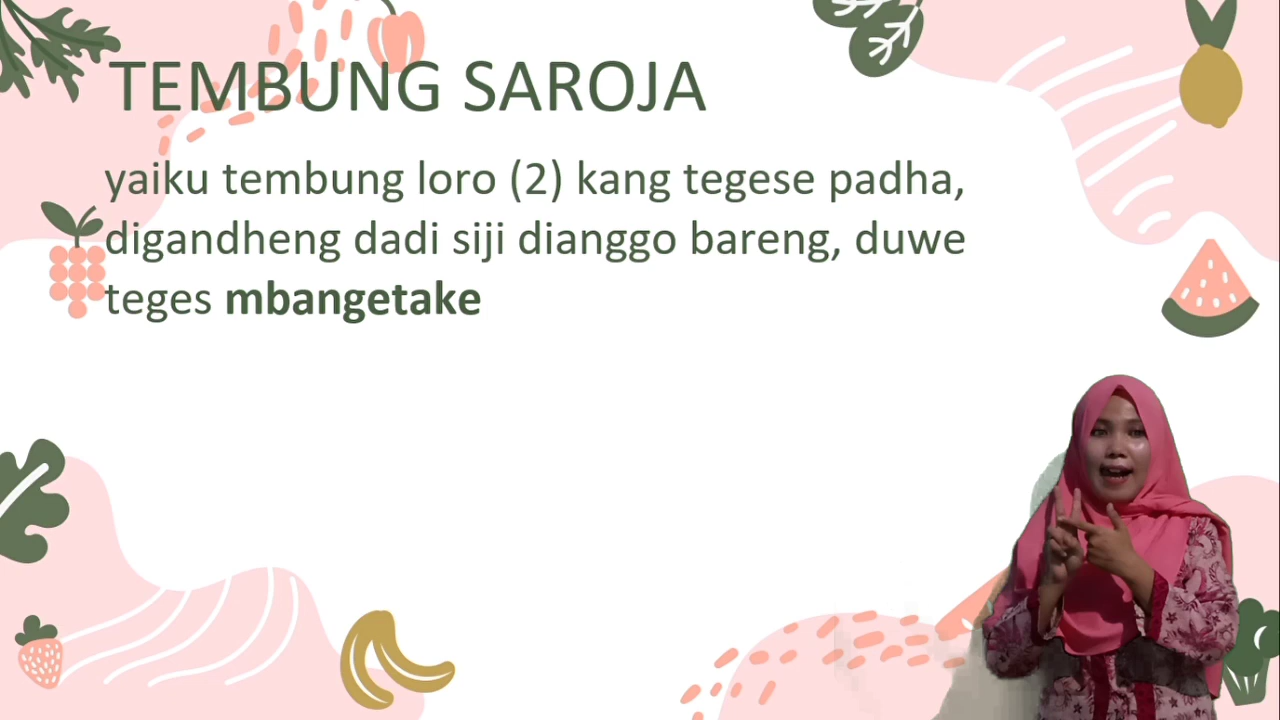 TEMBUNG SAROJA
yaiku tembung loro (2) kang tegese padha,
digandheng dadi siji dianggo bareng, duwe
teges mbangetake